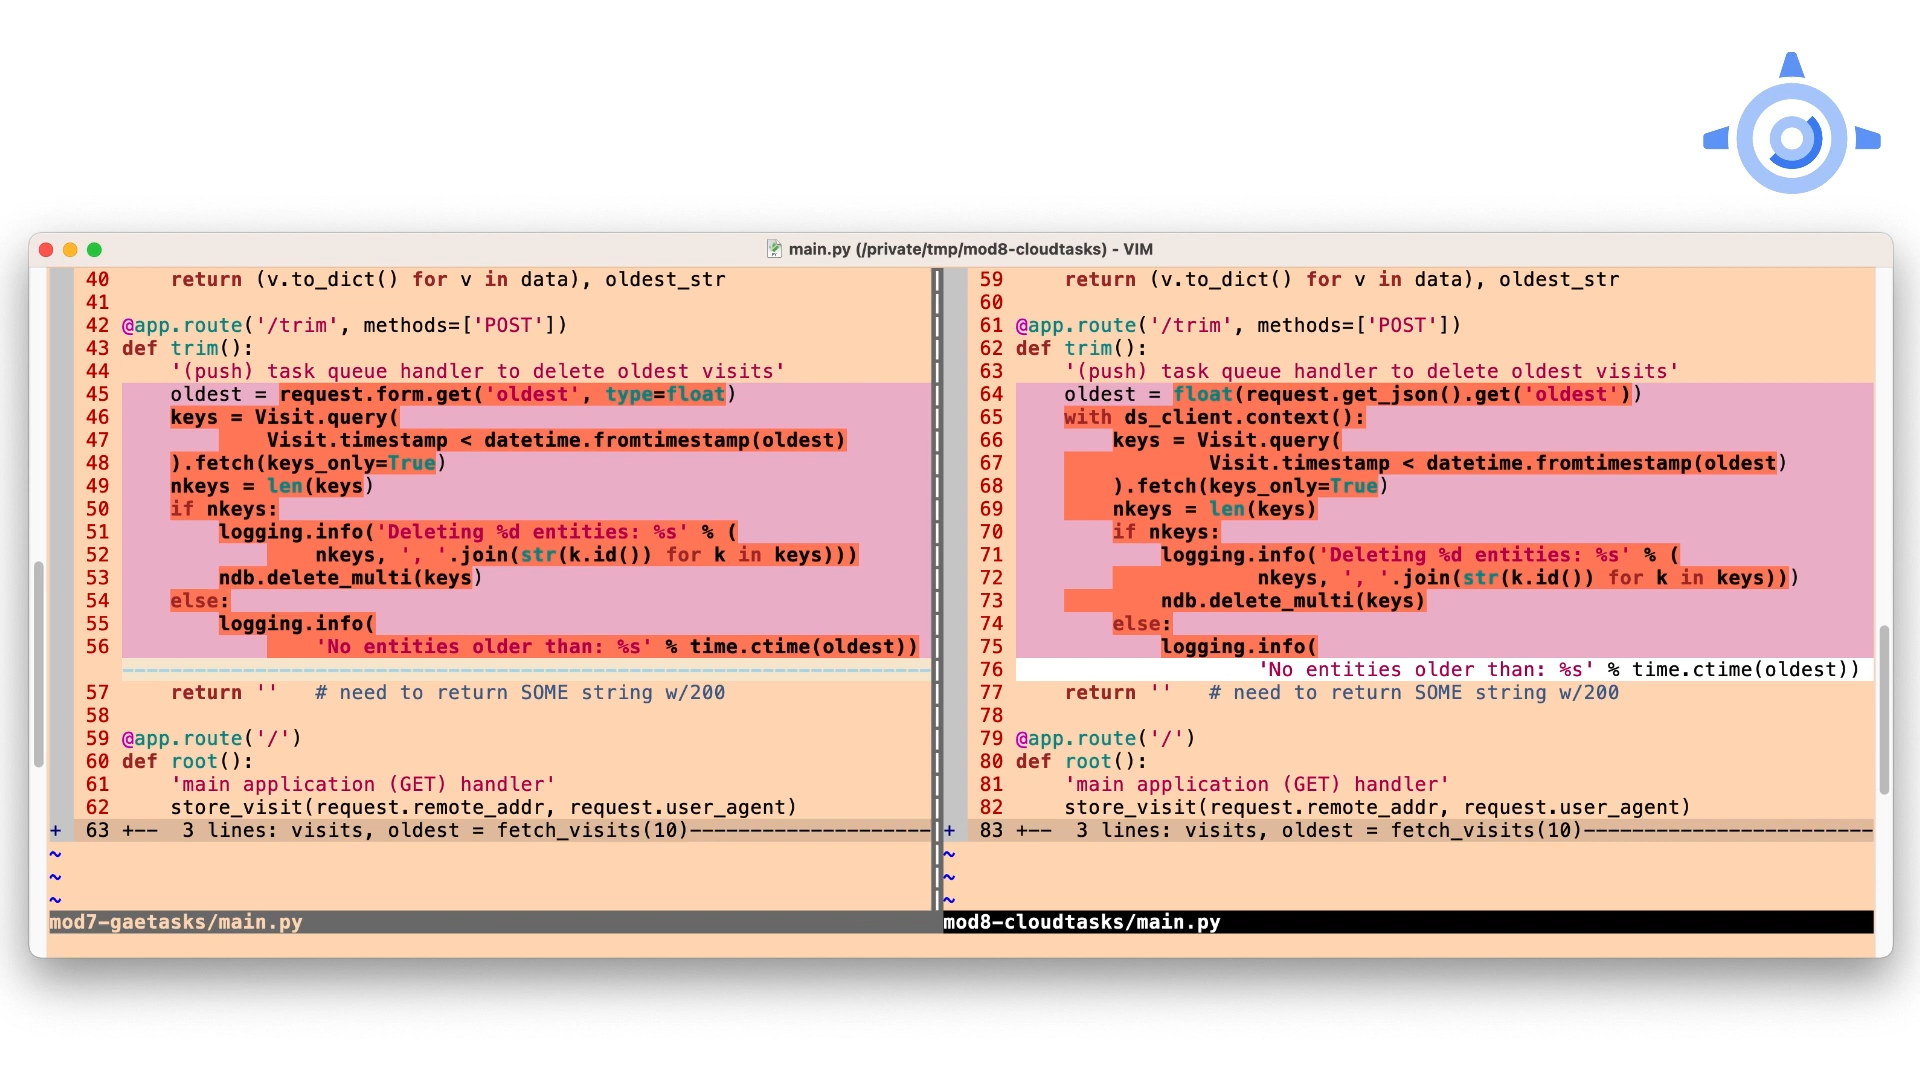 main.py (/private/tmp/mod8-cloudtasks) - VIM
40     return (v.to_dict() for v in data), oldest_str
41
42 @app.route('/trim', methods=['POST'])
43 def trim():
44     '(push) task queue handler to delete oldest visits'
45     oldest = request.form.get('oldest', type=float)
46     keys = Visit.query(
47             Visit.timestamp < datetime.fromtimestamp(oldest)
48     ).fetch(keys_only=True)
49     nkeys = len(keys)
50     if nkeys:
51         logging.info('Deleting %d entities: %s' % (
52                 nkeys, ', '.join(str(k.id()) for k in keys)))
53         ndb.delete_multi(keys)
54     else:
55         logging.info(
56                 'No entities older than: %s' % time.ctime(oldest))
57     return ''   # need to return SOME string w/200
58
59 @app.route('/')
60 def root():
61     'main application (GET) handler'
62     store_visit(request.remote_addr, request.user_agent)
+ 63 +--  3 lines: visits, oldest = fetch_visits(10)--------------------
~
~
~
mod7-gaetasks/main.py
59     return (v.to_dict() for v in data), oldest_str
60
61 @app.route('/trim', methods=['POST'])
62 def trim():
63     '(push) task queue handler to delete oldest visits'
64     oldest = float(request.get_json().get('oldest'))
65     with ds_client.context():
66         keys = Visit.query(
67                 Visit.timestamp < datetime.fromtimestamp(oldest)
68         ).fetch(keys_only=True)
69         nkeys = len(keys)
70         if nkeys:
71             logging.info('Deleting %d entities: %s' % (
72                     nkeys, ', '.join(str(k.id()) for k in keys)))
73             ndb.delete_multi(keys)
74         else:
75             logging.info(
76                     'No entities older than: %s' % time.ctime(oldest))
77     return ''   # need to return SOME string w/200
78
79 @app.route('/')
80 def root():
81     'main application (GET) handler'
82     store_visit(request.remote_addr, request.user_agent)
+ 83 +--  3 lines: visits, oldest = fetch_visits(10)------------------------
~
~
~
mod8-cloudtasks/main.py